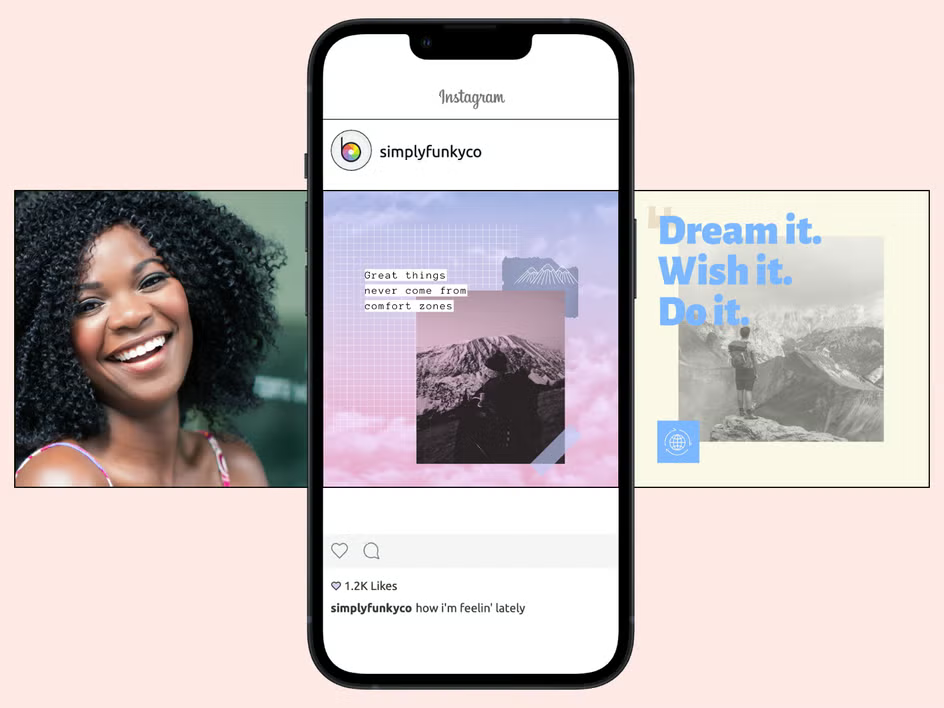 Instagram
simplyfunkyco
Great things
never come from
comfort zones
Dream it.
Wish it.
Do it.
1.2K Likes
simplyfunkyco how i'm feelin' lately